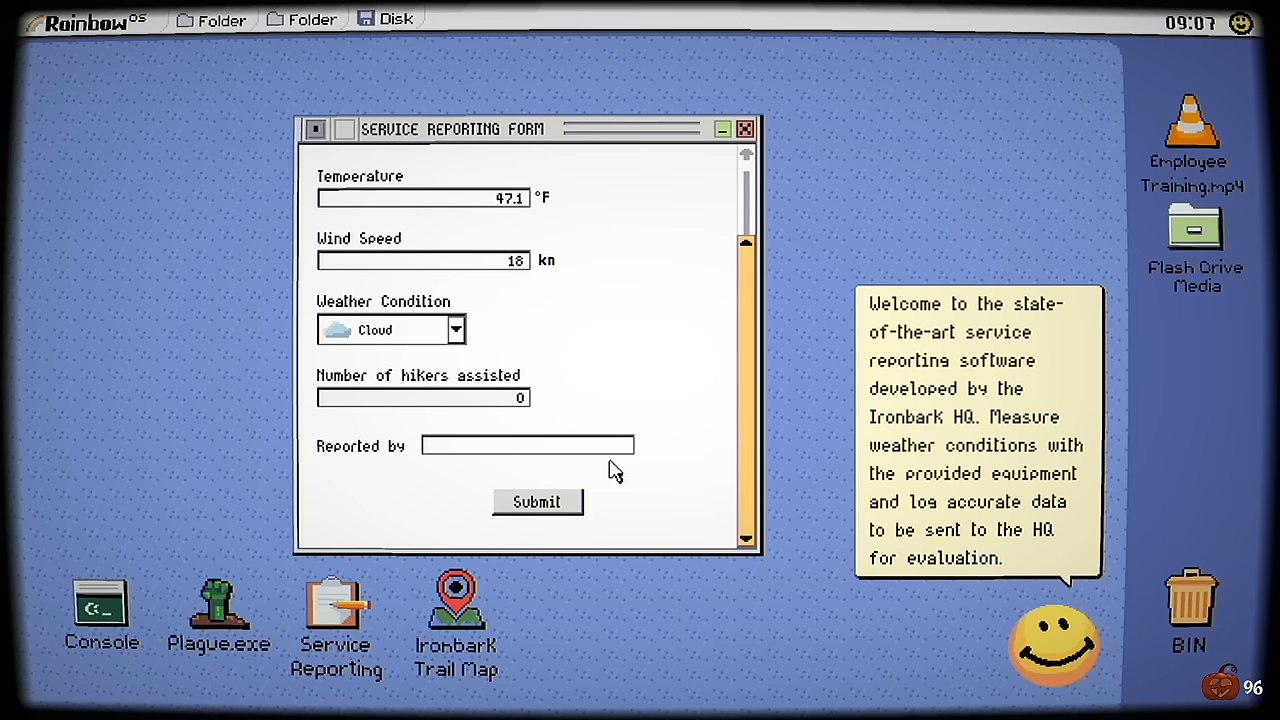 RainbowOS
Folder
Folder
Disk
09:07
SERVICE REPORTING FORM
Temperature
47.1 °F
Wind Speed
18 kn
Weather Condition
Cloud
Number of hikers assisted
0
Reported by
Submit
Employee
Training.mp4
Flash Drive
Media
Welcome to the state-
of-the-art service
reporting software
developed by the
Ironbark HQ. Measure
weather conditions with
the provided equipment
and log accurate data
to be sent to the HQ
for evaluation.
Console
Plague.exe
Service
Reporting
Ironbark
Trail Map
BIN
96